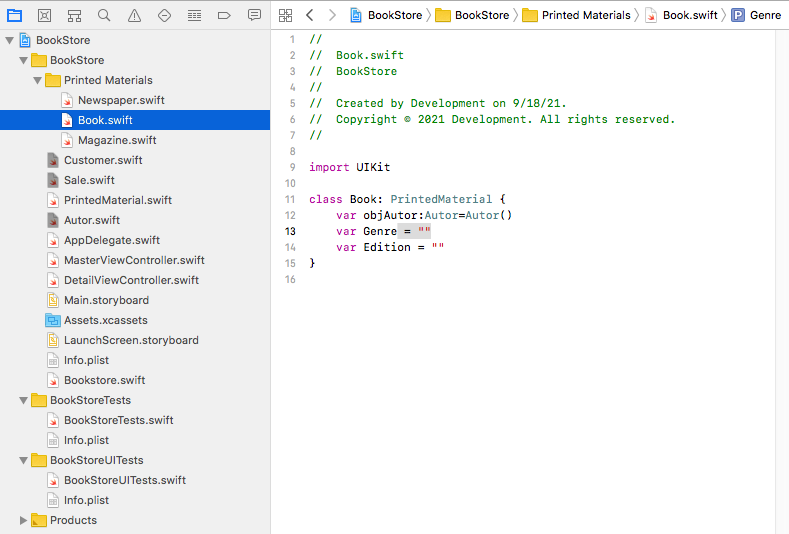 BookStore
BookStore
Printed Materials
Newspaper.swift
Book.swift
Magazine.swift
Customer.swift
Sale.swift
PrintedMaterial.swift
Autor.swift
AppDelegate.swift
MasterViewController.swift
DetailViewController.swift
Main.storyboard
Assets.xcassets
LaunchScreen.storyboard
Info.plist
Bookstore.swift
BookStoreTests
BookStoreTests.swift
Info.plist
BookStoreUITests
BookStoreUITests.swift
Info.plist
Products
BookStore 〉 BookStore 〉 Printed Materials 〉 Book.swift 〉 P Genre
1 //
2 // Book.swift
3 // BookStore
4 //
5 // Created by Development on 9/18/21.
6 // Copyright © 2021 Development. All rights reserved.
7 //
8
9 import UIKit
10
11 class Book: PrintedMaterial {
12 var objAutor:Autor=Autor()
13 var Genre = ""
14 var Edition = ""
15 }
16